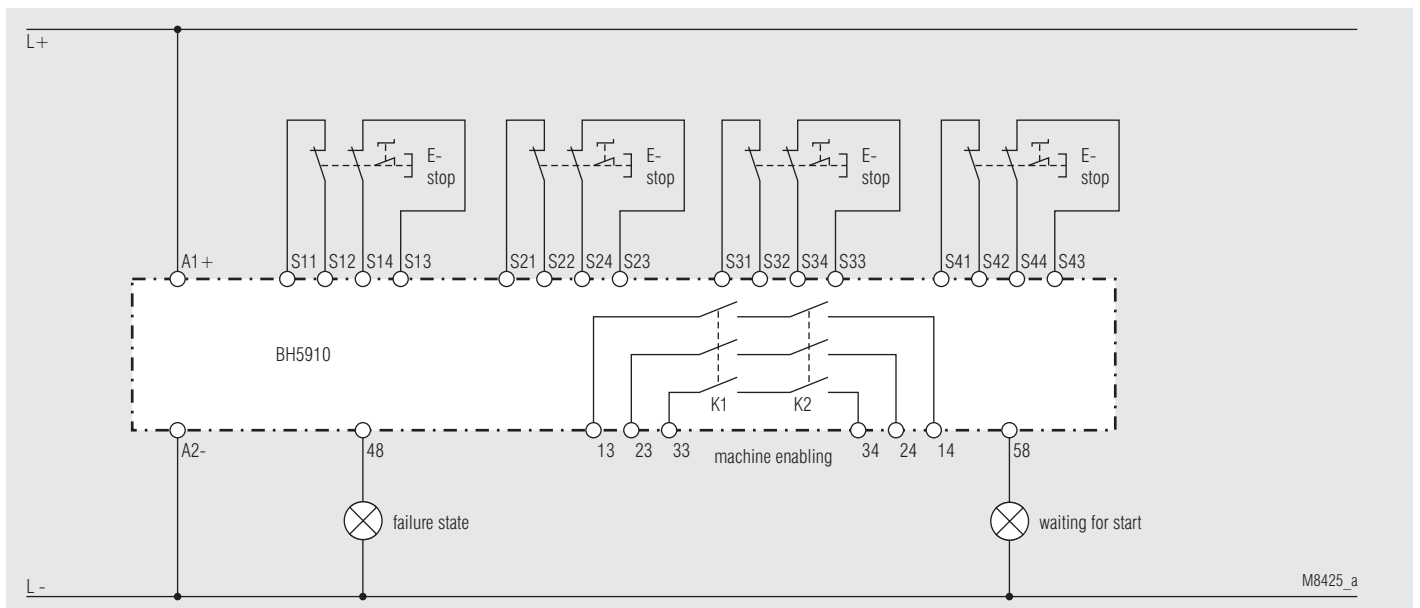 L+
E-
stop
E-
stop
E-
stop
E-
stop
A1+ S11 S12 S14 S13 S21 S22 S24 S23 S31 S32 S34 S33 S41 S42 S44 S43
BH5910
K1 K2
A2- 48 13 23 33 machine enabling 34 24 14 58
failure state
waiting for start
L -
M8425_a